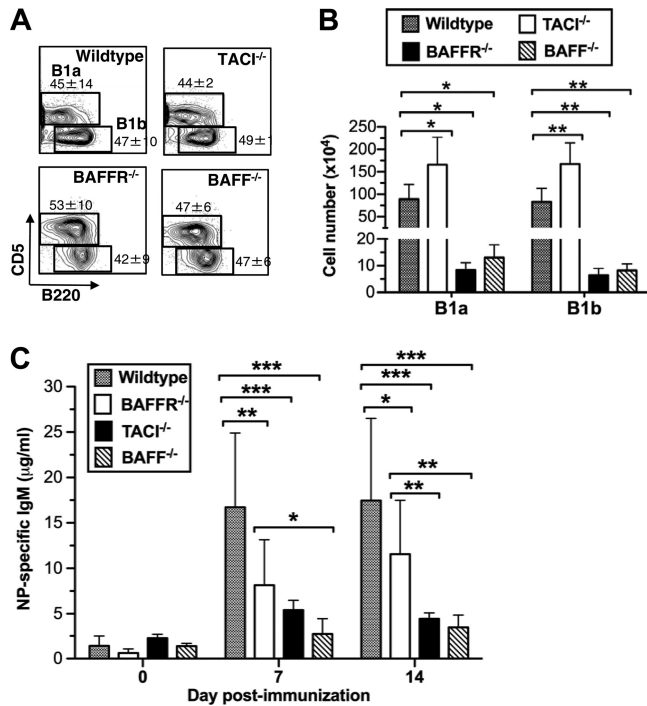 A
Wildtype
B1a
45±14
B1b
47±10
TACI-/-
44±2
49±
BAFFR-/-
53±10
42±9
BAFF-/-
47±6
47±6
CD5
B220
B
Wildtype
TACI-/-
BAFFR-/-
BAFF-/-
* **
* **
* **
Cell number (x10⁴)
250
200
150
100
75
50
20
10
0
B1a B1b
C
Wildtype
BAFFR-/-
TACI-/-
BAFF-/-
*** ***
*** ***
** *
* **
**
NP-specific IgM (μg/ml)
30
25
20
15
10
5
0
0 7 14
Day post-immunization